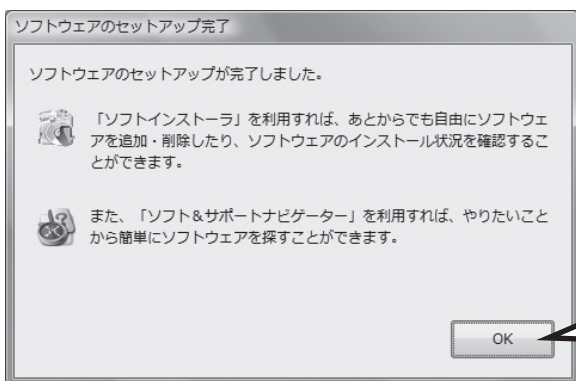 ソフトウェアのセットアップ完了
ソフトウェアのセットアップが完了しました。
「ソフトインストーラ」を利用すれば、あとからでも自由にソフトウェ
アを追加・削除したり、ソフトウェアのインストール状況を確認するこ
とができます。
また、「ソフト&サポートナビゲーター」を利用すれば、やりたいこと
から簡単にソフトウェアを探すことができます。
OK